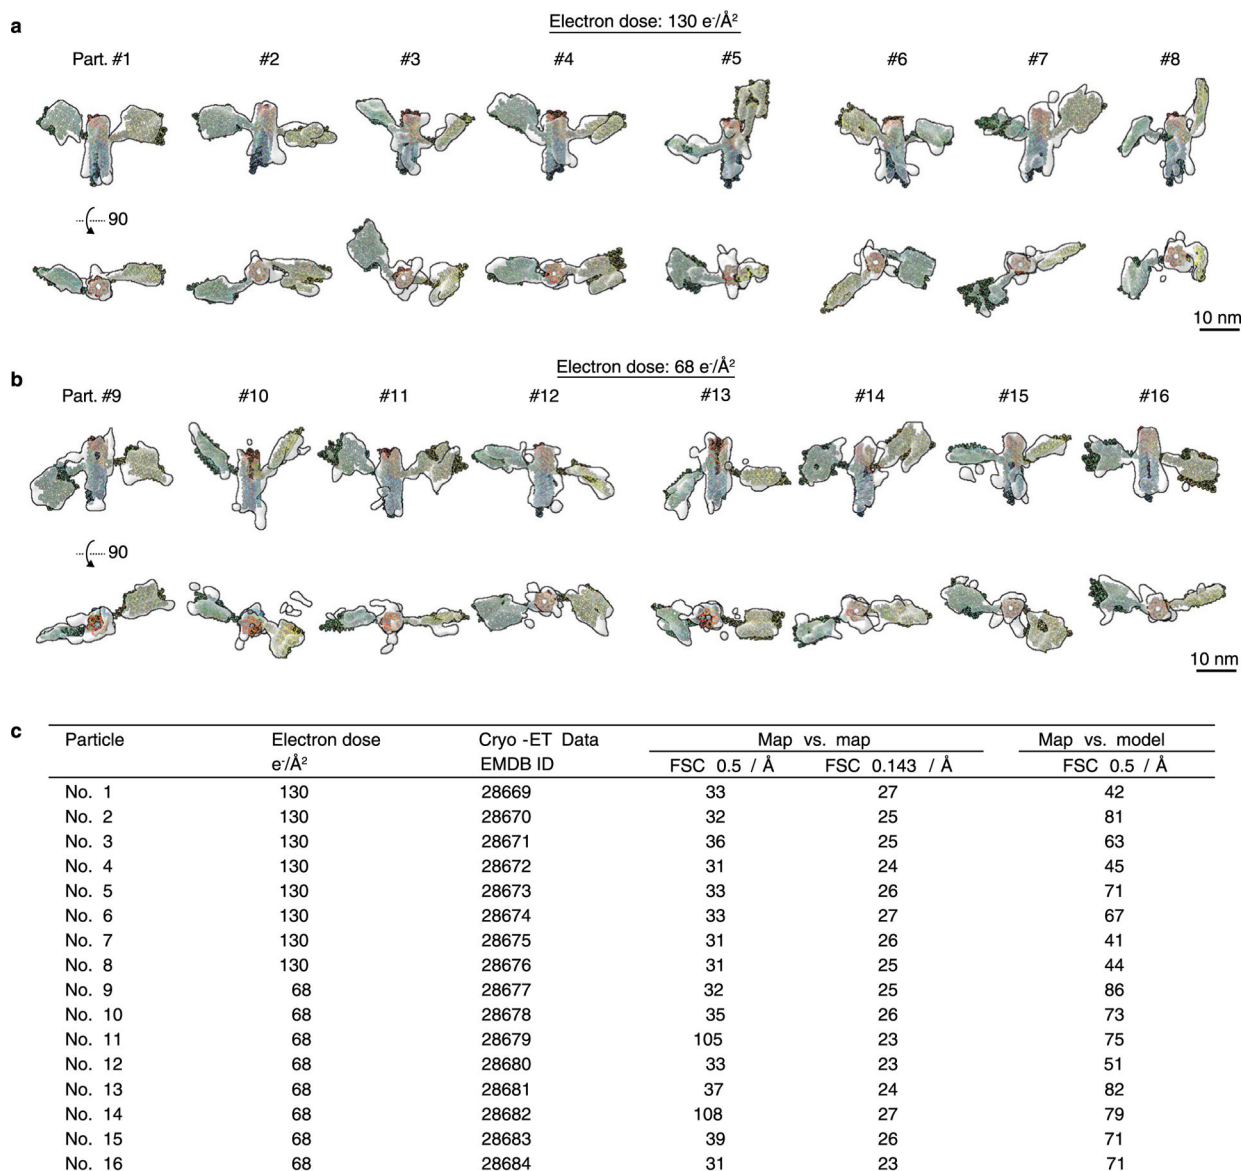 a
Electron dose: 130 e⁻/Å²
Part. #1 #2 #3 #4 #5 #6 #7 #8
90
10 nm
b
Electron dose: 68 e⁻/Å²
Part. #9 #10 #11 #12 #13 #14 #15 #16
90
10 nm
c
Particle Electron dose Cryo -ET Data Map vs. map Map vs. model
e⁻/Å² EMDB ID FSC 0.5 / Å FSC 0.143 / Å FSC 0.5 / Å
No. 1 130 28669 33 27 42
No. 2 130 28670 32 25 81
No. 3 130 28671 36 25 63
No. 4 130 28672 31 24 45
No. 5 130 28673 33 26 71
No. 6 130 28674 33 27 67
No. 7 130 28675 31 26 41
No. 8 130 28676 31 25 44
No. 9 68 28677 32 25 86
No. 10 68 28678 35 26 73
No. 11 68 28679 105 23 75
No. 12 68 28680 33 23 51
No. 13 68 28681 37 24 82
No. 14 68 28682 108 27 79
No. 15 68 28683 39 26 71
No. 16 68 28684 31 23 71